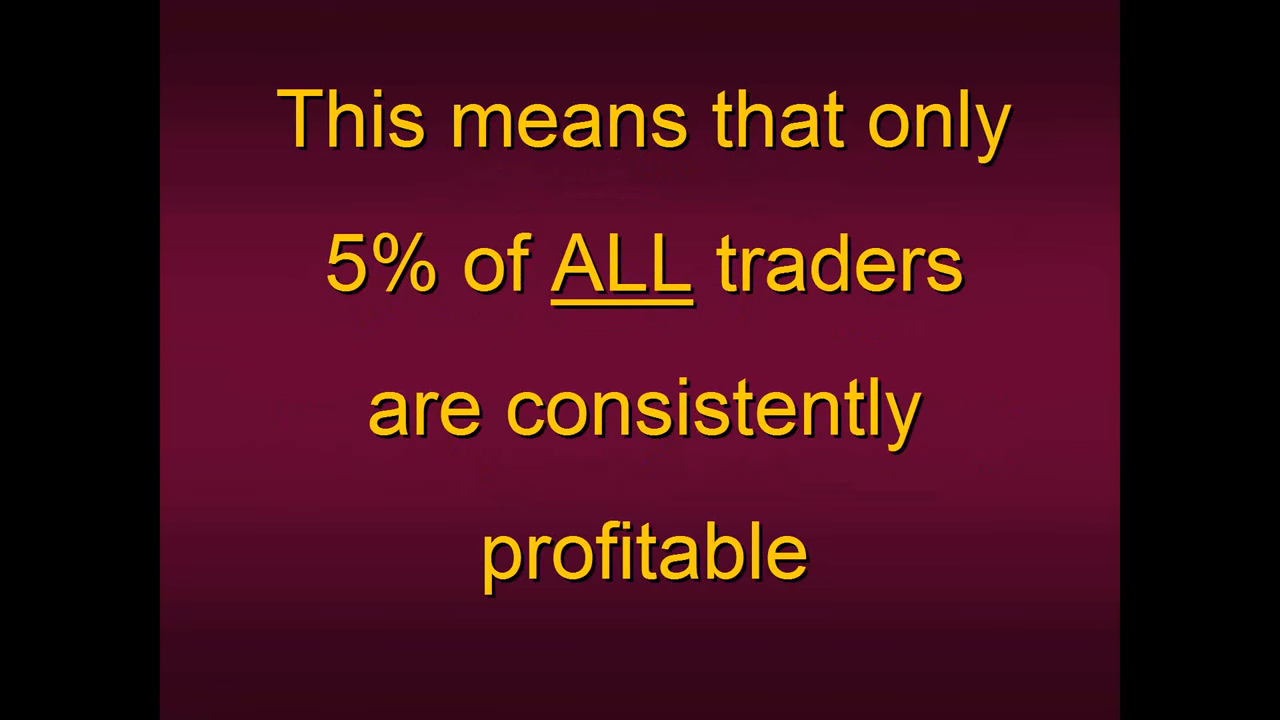 This means that only
5% of ALL traders
are consistently
profitable